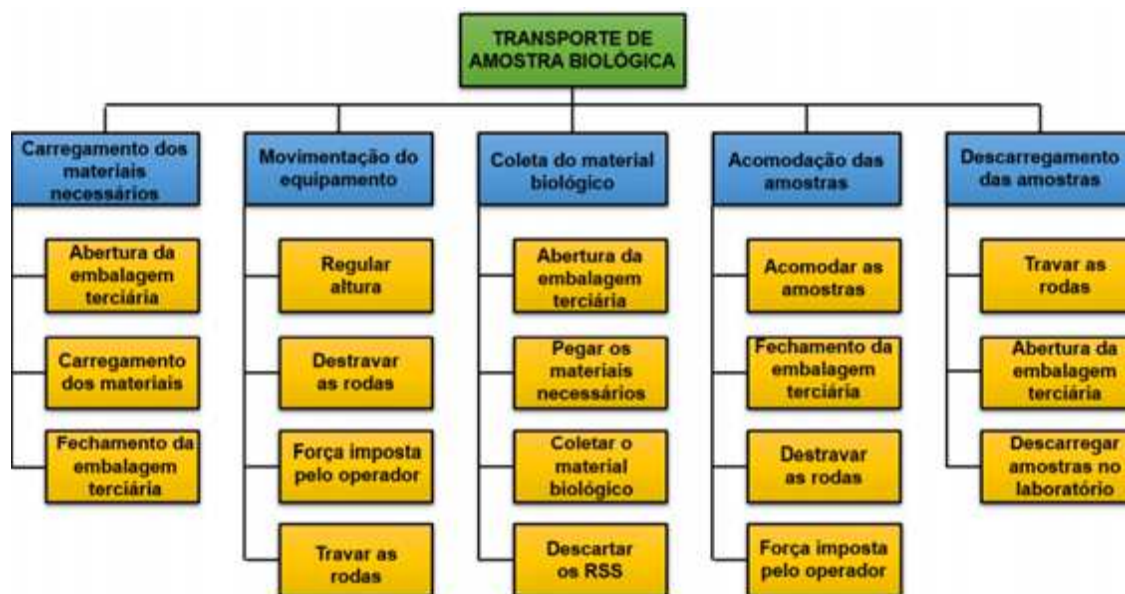 TRANSPORTE DE
AMOSTRA BIOLÓGICA
Carregamento dos
materiais
necessários
Abertura da
embalagem
terciária
Carregamento
dos materiais
Fechamento da
embalagem
terciária
Movimentação do
equipamento
Regular
altura
Destravar
as rodas
Força imposta
pelo operador
Travar as
rodas
Coleta do material
biológico
Abertura da
embalagem
terciária
Pegar os
materiais
necessários
Coletar o
material
biológico
Descartar
os RSS
Acomodação das
amostras
Acomodar as
amostras
Fechamento da
embalagem
terciária
Destravar
as rodas
Força imposta
pelo operador
Descarregamento
das amostras
Travar as
rodas
Abertura da
embalagem
terciária
Descarregar
amostras no
laboratório